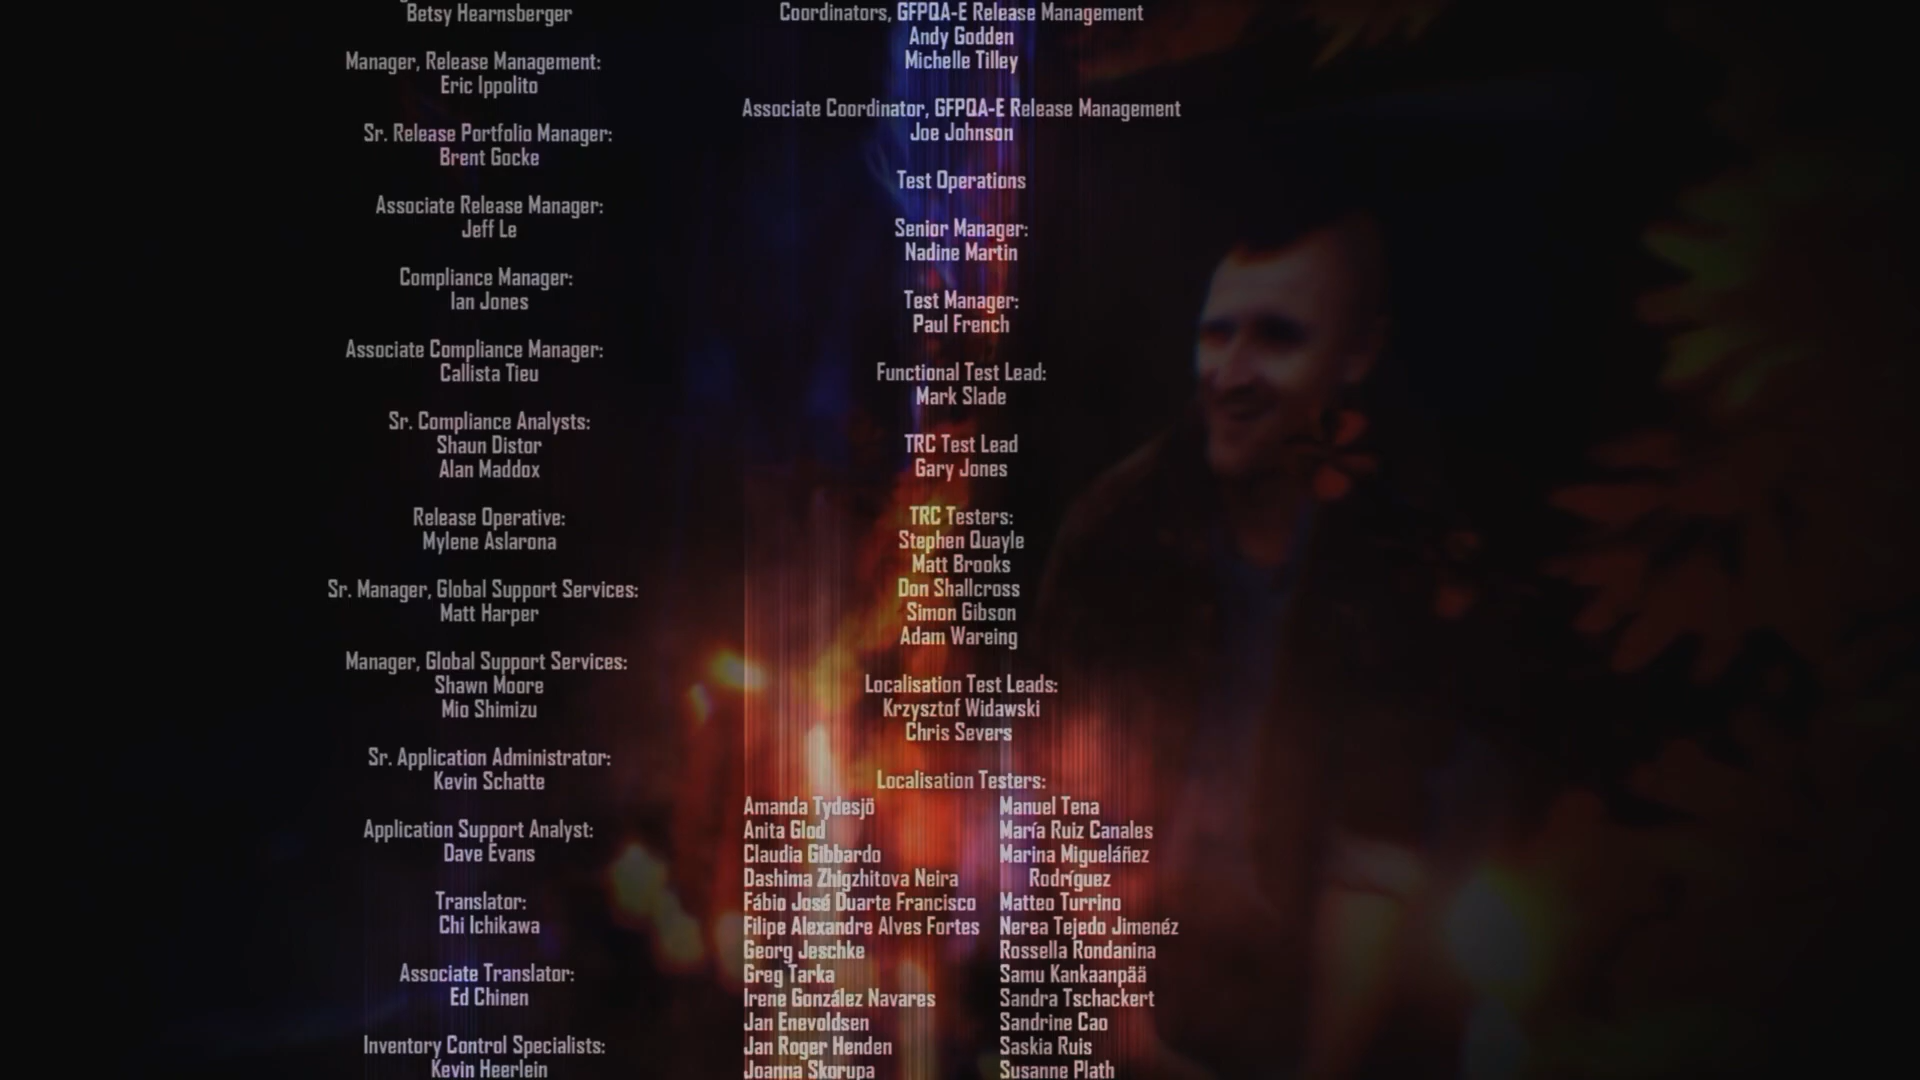 Betsy Hearnsberger
Manager, Release Management:
Eric Ippolito
Sr. Release Portfolio Manager:
Brent Gocke
Associate Release Manager:
Jeff Le
Compliance Manager:
Ian Jones
Associate Compliance Manager:
Callista Tieu
Sr. Compliance Analysts:
Shaun Distor
Alan Maddox
Release Operative:
Mylene Aslarona
Sr. Manager, Global Support Services:
Matt Harper
Manager, Global Support Services:
Shawn Moore
Mio Shimizu
Sr. Application Administrator:
Kevin Schatte
Application Support Analyst:
Dave Evans
Translator:
Chi Ichikawa
Associate Translator:
Ed Chinen
Inventory Control Specialists:
Kevin Heerlein
Coordinators, GFPQA-E Release Management
Andy Godden
Michelle Tilley
Associate Coordinator, GFPQA-E Release Management
Joe Johnson
Test Operations
Senior Manager:
Nadine Martin
Test Manager:
Paul French
Functional Test Lead:
Mark Slade
TRC Test Lead
Gary Jones
TRC Testers:
Stephen Quayle
Matt Brooks
Don Shallcross
Simon Gibson
Adam Wareing
Localisation Test Leads:
Krzysztof Widawski
Chris Severs
Localisation Testers:
Amanda Tydesjö
Anita Glod
Claudia Gibbardo
Dashima Zhigzhitova Neira
Fábio José Duarte Francisco
Filipe Alexandre Alves Fortes
Georg Jeschke
Greg Tarka
Irene González Navares
Jan Enevoldsen
Jan Roger Henden
Joanna Skorupa
Manuel Tena
María Ruiz Canales
Marina Migueláñez
Rodríguez
Matteo Turrino
Nerea Tejedo Jimenéz
Rossella Rondanina
Samu Kankaanpää
Sandra Tschackert
Sandrine Cao
Saskia Ruis
Susanne Plath